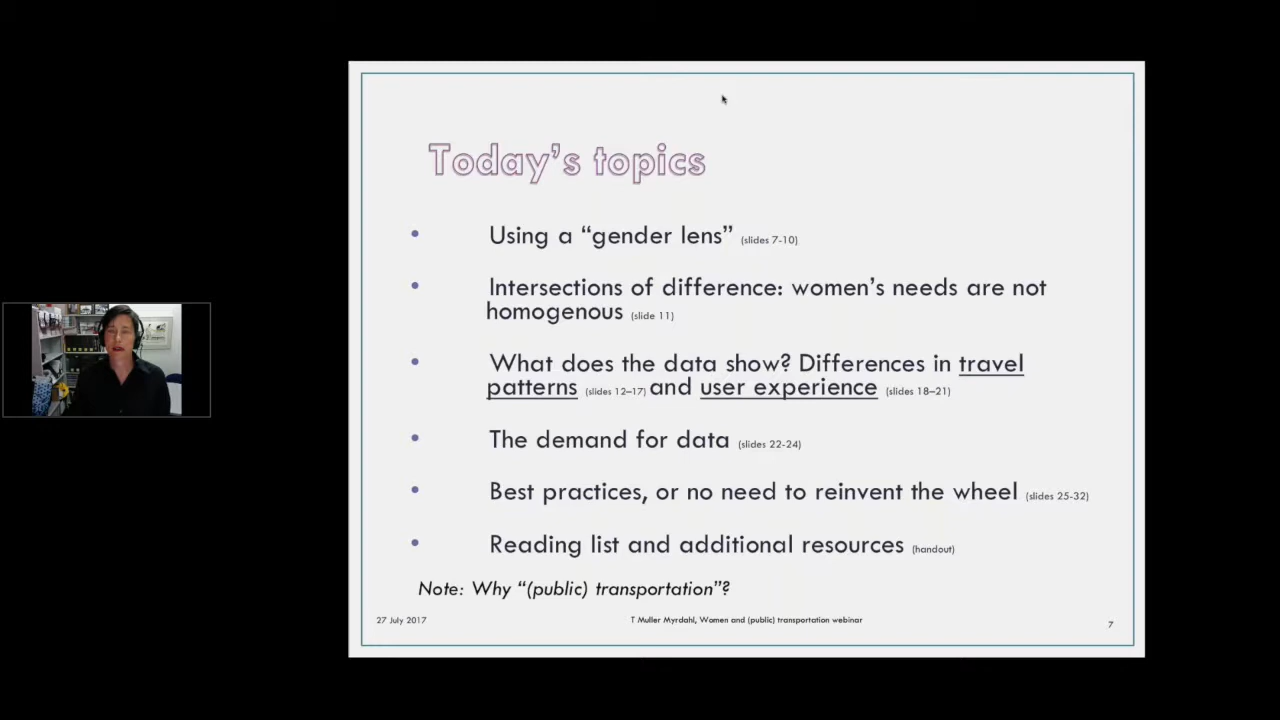 Today's topics
• Using a “gender lens” (slides 7-10)
• Intersections of difference: women's needs are not
homogenous (slide 11)
• What does the data show? Differences in travel
patterns (slides 12–17) and user experience (slides 18–21)
• The demand for data (slides 22-24)
• Best practices, or no need to reinvent the wheel (slides 25-32)
• Reading list and additional resources (handout)
Note: Why “(public) transportation”?
27 July 2017 T Muller Myrdahl, Women and (public) transportation webinar 7